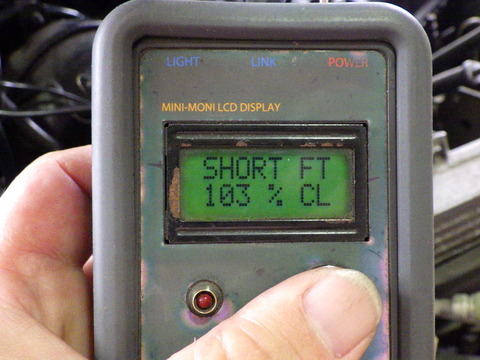 LIGHT LINK POWER
MINI-MONI LCD DISPLAY
SHORT FT
103 % CL